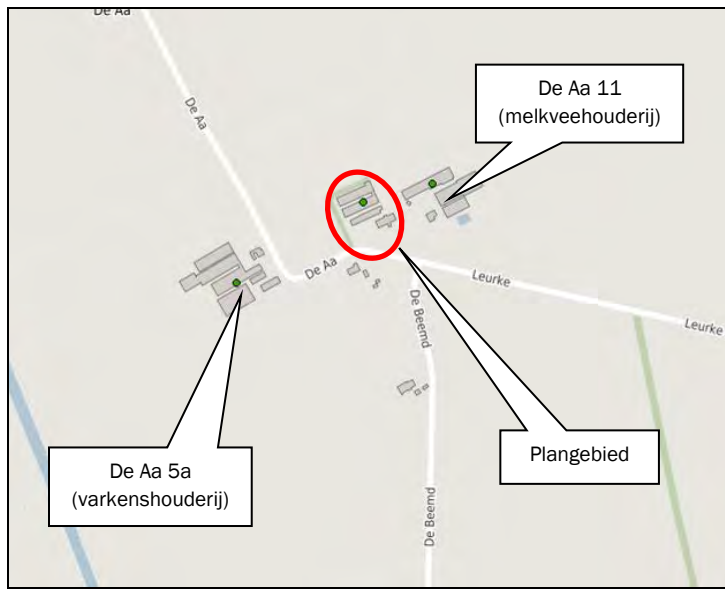 De Aa
De Aa
De Aa 11
(melkveehouderij)
De Aa
Leurke
Leurke
De Beemd
De Aa 5a
(varkenshouderij)
Plangebied
De Beemd